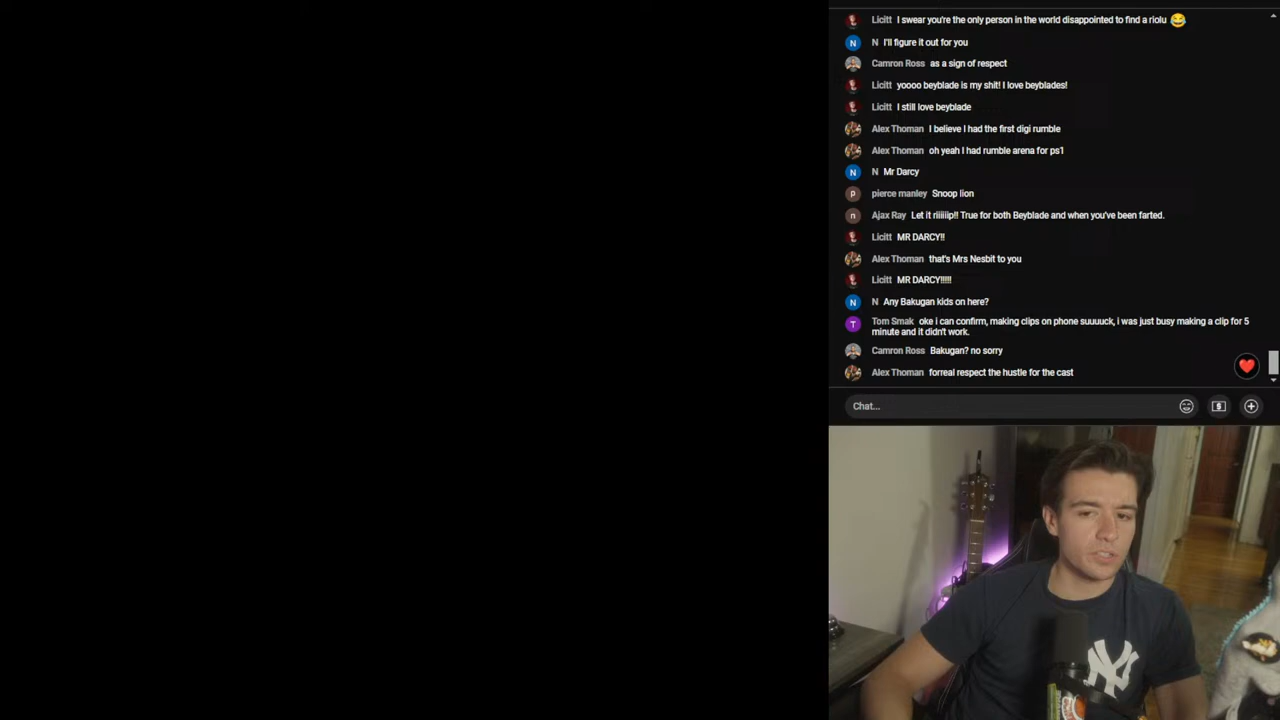 Licitt I swear you're the only person in the world disappointed to find a riolu 😂
N I'll figure it out for you
Camron Ross as a sign of respect
Licitt yoooo beyblade is my shit! I love beyblades!
Licitt I still love beyblade
Alex Thoman I believe I had the first digi rumble
Alex Thoman oh yeah I had rumble arena for ps1
N Mr Darcy
pierce manley Snoop lion
Ajax Ray Let it riiiiip!! True for both Beyblade and when you've been farted.
Licitt MR DARCY!!
Alex Thoman that's Mrs Nesbit to you
Licitt MR DARCY!!!!!
N Any Bakugan kids on here?
Tom Smak oke i can confirm, making clips on phone suuuuck, i was just busy making a clip for 5
minute and it didn't work.
Camron Ross Bakugan? no sorry
Alex Thoman forreal respect the hustle for the cast
Chat...
NY